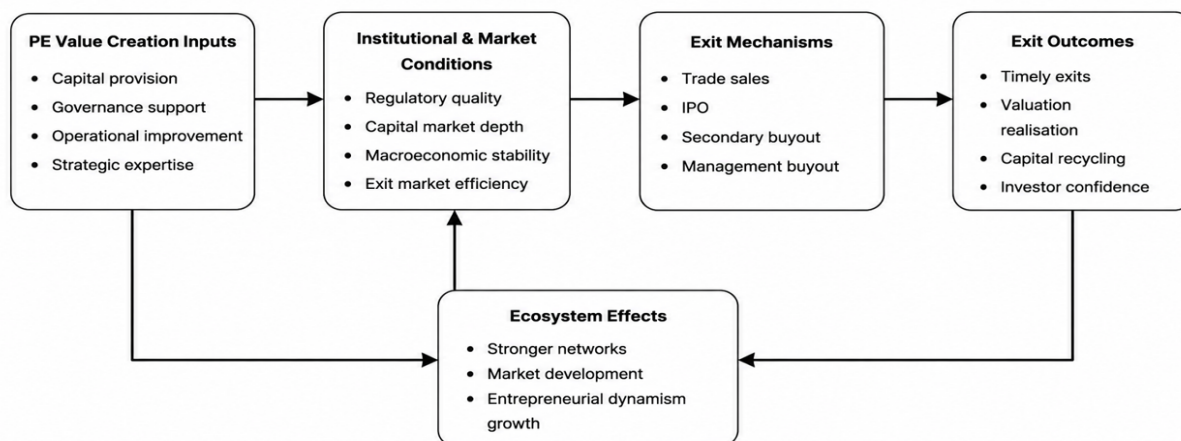 PE Value Creation Inputs
• Capital provision
• Governance support
• Operational improvement
• Strategic expertise
Institutional & Market
Conditions
• Regulatory quality
• Capital market depth
• Macroeconomic stability
• Exit market efficiency
Exit Mechanisms
• Trade sales
• IPO
• Secondary buyout
• Management buyout
Exit Outcomes
• Timely exits
• Valuation
realisation
• Capital recycling
• Investor confidence
Ecosystem Effects
• Stronger networks
• Market development
• Entrepreneurial dynamism
growth